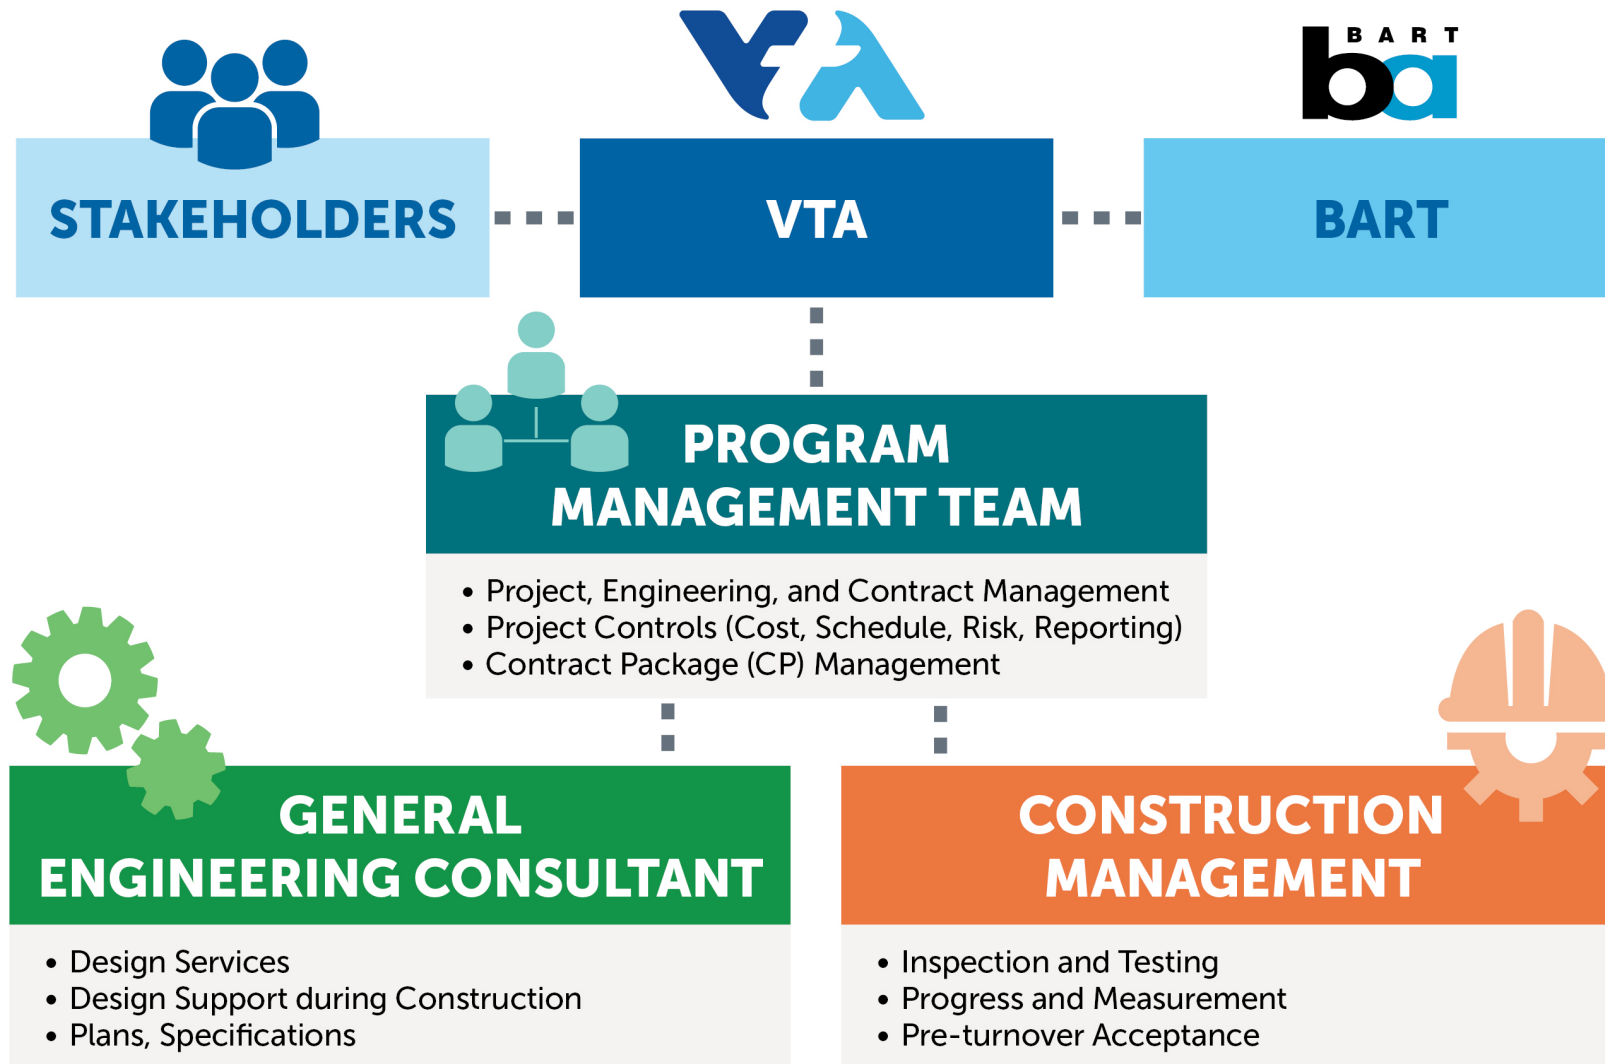 BART
ba
STAKEHOLDERS
VTA
BART
PROGRAM
MANAGEMENT TEAM
• Project, Engineering, and Contract Management
• Project Controls (Cost, Schedule, Risk, Reporting)
• Contract Package (CP) Management
GENERAL
ENGINEERING CONSULTANT
• Design Services
• Design Support during Construction
• Plans, Specifications
CONSTRUCTION
MANAGEMENT
• Inspection and Testing
• Progress and Measurement
• Pre-turnover Acceptance